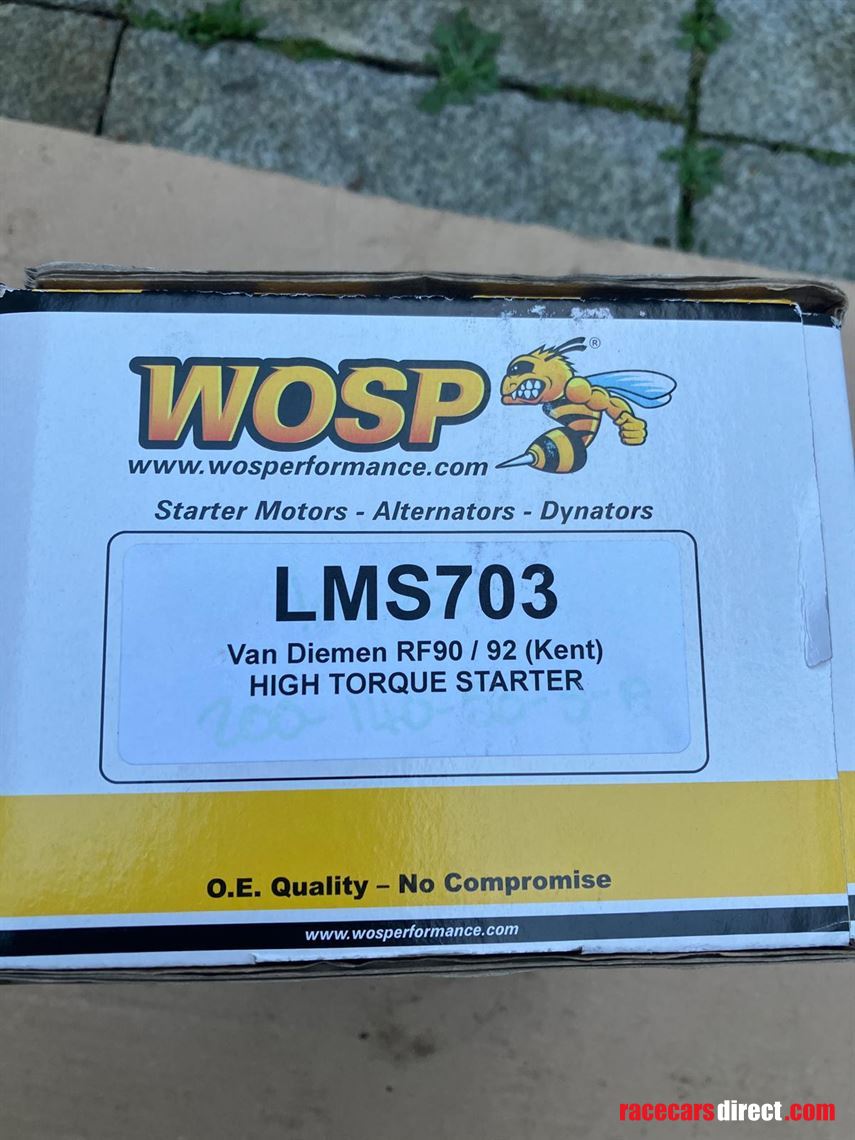 WOSP
®
www.wosperformance.com
Starter Motors - Alternators - Dynators
LMS703
Van Diemen RF90 / 92 (Kent)
HIGH TORQUE STARTER
O.E. Quality – No Compromise
www.wosperformance.com
racecarsdirect.com